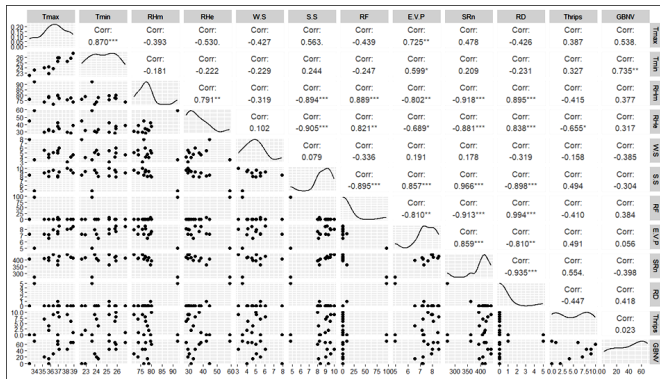 Tmax Tmin RHm RHe W.S S.S RF E.V.P SRn RD Thrips GBNV
Corr: Corr: Corr: Corr: Corr: Corr: Corr: Corr: Corr: Corr: Corr:
0.870*** -0.393 -0.530. -0.427 0.563. -0.439 0.725** 0.478 -0.426 0.387 0.538.
Tmax
Corr: Corr: Corr: Corr: Corr: Corr: Corr: Corr: Corr: Corr:
-0.181 -0.222 -0.229 0.244 -0.247 0.599* 0.209 -0.231 0.327 0.735**
Tmin
Corr: Corr: Corr: Corr: Corr: Corr: Corr: Corr: Corr:
0.791** -0.319 -0.894*** 0.889*** -0.802** -0.918*** 0.895*** -0.415 0.377
RHm
Corr: Corr: Corr: Corr: Corr: Corr: Corr: Corr:
0.102 -0.905*** 0.821** -0.689* -0.881*** 0.838*** -0.655* 0.317
RHe
Corr: Corr: Corr: Corr: Corr: Corr: Corr:
0.079 -0.336 0.191 0.178 -0.319 -0.158 -0.385
W.S
Corr: Corr: Corr: Corr: Corr: Corr:
-0.895*** 0.857*** 0.966*** -0.898*** 0.494 -0.304
S.S
Corr: Corr: Corr: Corr: Corr:
-0.810** -0.913*** 0.994*** -0.410 0.384
RF
Corr: Corr: Corr: Corr:
0.859*** -0.810** 0.491 0.056
E.V.P
Corr: Corr: Corr:
-0.935*** 0.554. -0.398
SRn
Corr: Corr:
-0.447 0.418
RD
Corr:
0.023
Thrips
GBNV